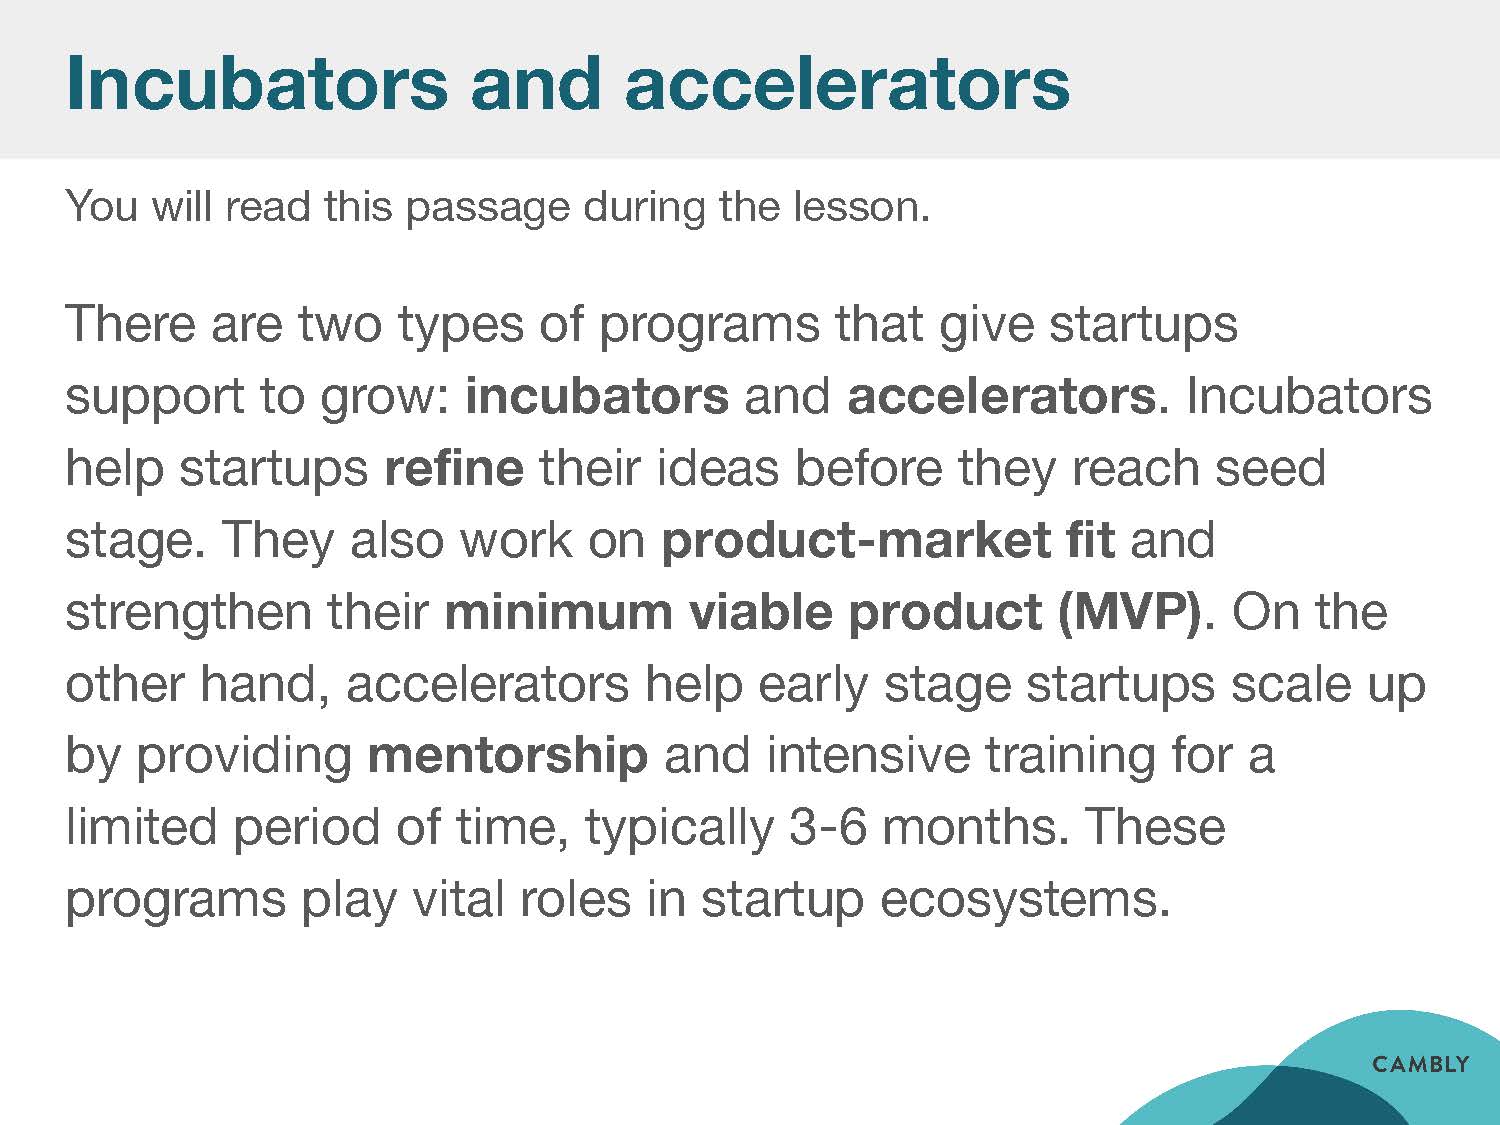 Incubators and accelerators
You will read this passage during the lesson.
There are two types of programs that give startups
support to grow: incubators and accelerators. Incubators
help startups refine their ideas before they reach seed
stage. They also work on product-market fit and
strengthen their minimum viable product (MVP). On the
other hand, accelerators help early stage startups scale up
by providing mentorship and intensive training for a
limited period of time, typically 3-6 months. These
programs play vital roles in startup ecosystems.
CAMBLY